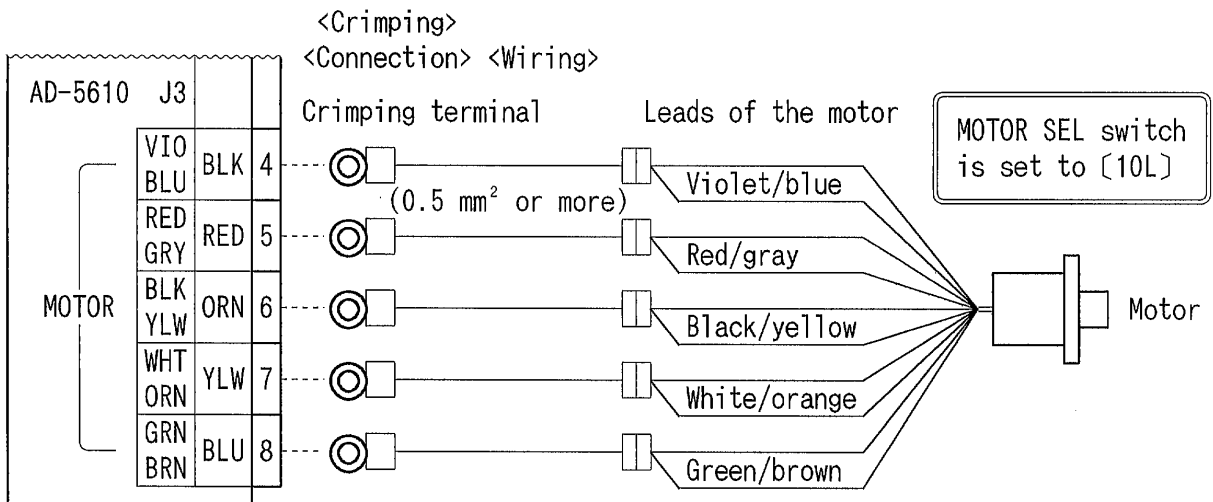 <Crimping>
<Connection> <Wiring>
AD-5610 J3
Crimping terminal
Leads of the motor
MOTOR SEL switch
is set to 〔10L〕
VIO
BLU
BLK 4
Violet/blue
(0.5 mm² or more)
RED
GRY
RED 5
Red/gray
MOTOR
BLK
YLW
ORN 6
Black/yellow
Motor
WHT
ORN
YLW 7
White/orange
GRN
BRN
BLU 8
Green/brown